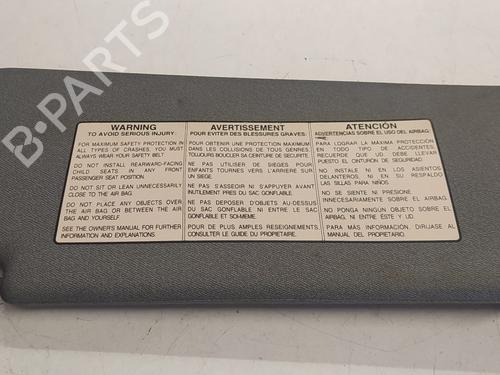 B-PARTS
WARNING
TO AVOID SERIOUS INJURY:
FOR MAXIMUM SAFETY PROTECTION IN
ALL TYPES OF CRASHES, YOU MUST
ALWAYS WEAR YOUR SAFETY BELT.
DO NOT INSTALL REARWARD-FACING
CHILD SEATS IN ANY FRONT
PASSENGER SEAT POSITION.
DO NOT SIT OR LEAN UNNECESSARILY
CLOSE TO THE AIR BAG.
DO NOT PLACE ANY OBJECTS OVER
THE AIR BAG OR BETWEEN THE AIR
BAG AND YOURSELF.
SEE THE OWNER'S MANUAL FOR FURTHER
INFORMATION AND EXPLANATIONS.
AVERTISSEMENT
POUR EVITER DES BLESSURES GRAVES:
POUR OBTENIR UNE PROTECTION MAXIMUM
DANS LES COLLISIONS DE TOUS GENRES,
TOUJOURS BOUCLER SA CEINTURE DE SECURITE.
NE PAS UTILISER DE SIEGES POUR
ENFANTS TOURNES VERS L'ARRIERE SUR
UN SIEGE.
NE PAS S'ASSEOIR NI S'APPUYER AVANT
INUTILEMENT PRES DU SAC GONFLABLE.
NE PAS DEPOSER D'OBJETS AU-DESSUS
DU SAC GONFLABLE NI ENTRE LE SAC
GONFLABLE ET SOI-MEME.
POUR DE PLUS AMPLES RESEIGNEMENTS,
CONSULTER LE GUIDE DU PROPIETAIRE.
ATENCIÓN
ADVERTENCIAS SOBRE EL USO DEL AIRBAG.
PARA LOGRAR LA MAXIMA PROTECCIÓN
EN TODO TIPO DE ACCIDENTES:
RECUERDE QUE UD. DEBE LLEVAR
PUESTO EL CINTURÓN DE SEGURIDAD.
NO INSTALE NI EN LOS ASIENTOS
DELANTEROS, NI EN SU RESPALDO
LAS SILLAS PARA NIÑOS.
NO SE INCLINE NI PRESIONE
INNECESARIAMENTE SOBRE EL AIRBAG.
NO PONGA NINGÚN OBJETO SOBRE EL
AIRBAG, NI ENTRE ÉSTE Y UD.
PARA MÁS INFORMACIÓN, DIRIJASE AL
MANUAL DEL PROPIETARIO.